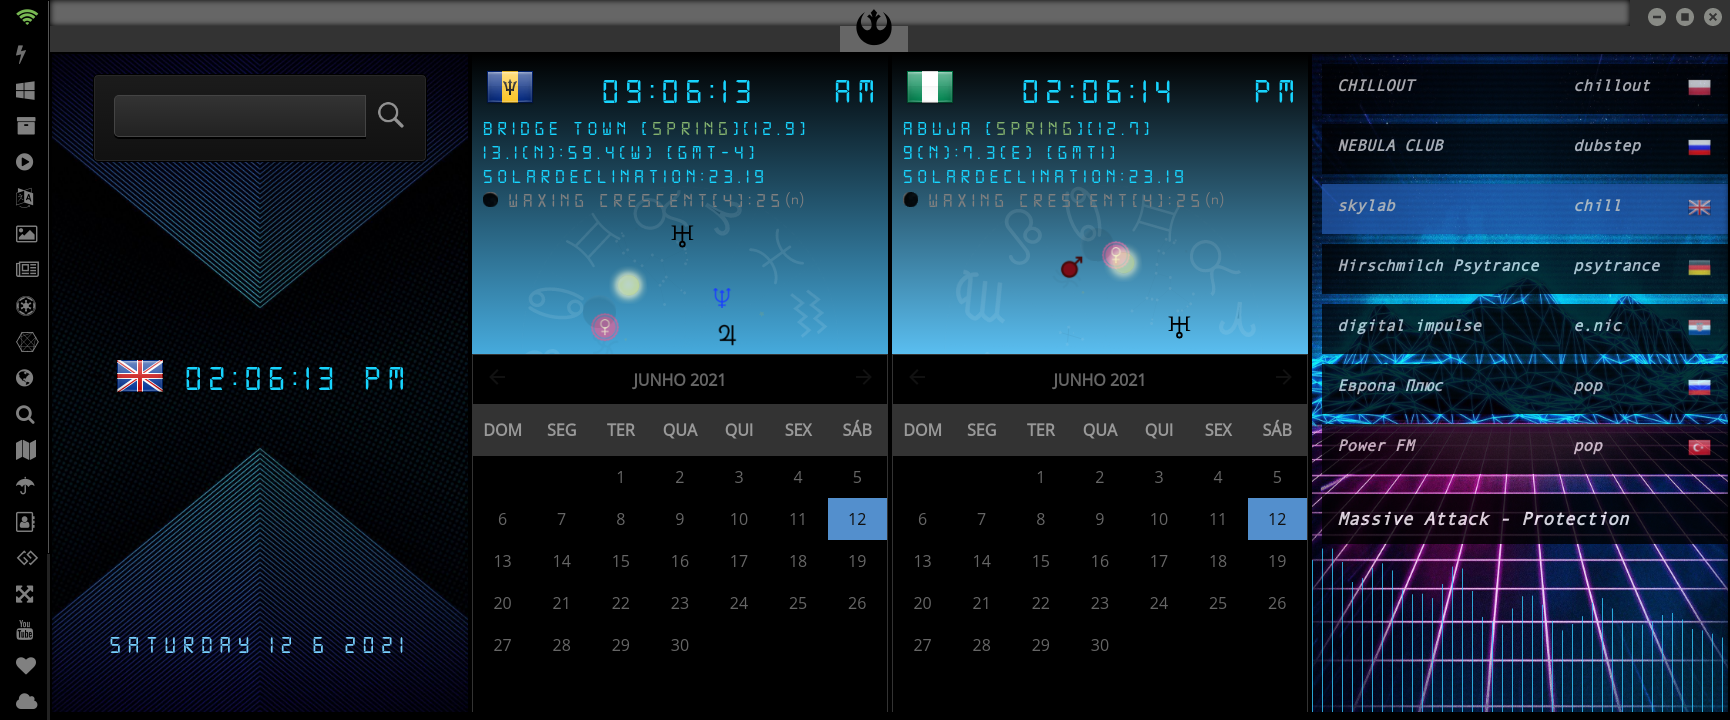 02:06:13 PM
SATURDAY 12 6 2021
09:06:13 AM
BRIDGE TOWN [SPRING][12.9]
13.1(N):59.4(W) [GMT-4]
SOLARDECLINATION:23.19
WAXING CRESCENT[4]:25(n)
JUNHO 2021
DOM SEG TER QUA QUI SEX SÁB
1 2 3 4 5
6 7 8 9 10 11 12
13 14 15 16 17 18 19
20 21 22 23 24 25 26
27 28 29 30
02:06:14 PM
ABUJA [SPRING][12.7]
9(N):7.3(E) [GMT1]
SOLARDECLINATION:23.19
WAXING CRESCENT[4]:25(n)
JUNHO 2021
DOM SEG TER QUA QUI SEX SÁB
1 2 3 4 5
6 7 8 9 10 11 12
13 14 15 16 17 18 19
20 21 22 23 24 25 26
27 28 29 30
CHILLOUT chillout
NEBULA CLUB dubstep
skylab chill
Hirschmilch Psytrance psytrance
digital impulse e.nic
Европа Плюс pop
Power FM pop
Massive Attack - Protection
You
Tube